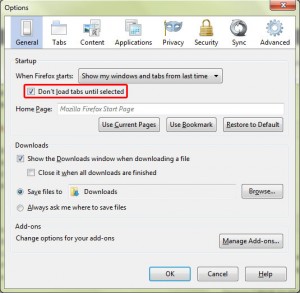 Options
General Tabs Content Applications Privacy Security Sync Advanced
Startup
When Firefox starts: Show my windows and tabs from last time
Don't load tabs until selected
Home Page: Mozilla Firefox Start Page
Use Current Pages Use Bookmark Restore to Default
Downloads
Show the Downloads window when downloading a file
Close it when all downloads are finished
Save files to Downloads Browse...
Always ask me where to save files
Add-ons
Change options for your add-ons Manage Add-ons...
OK Cancel Help